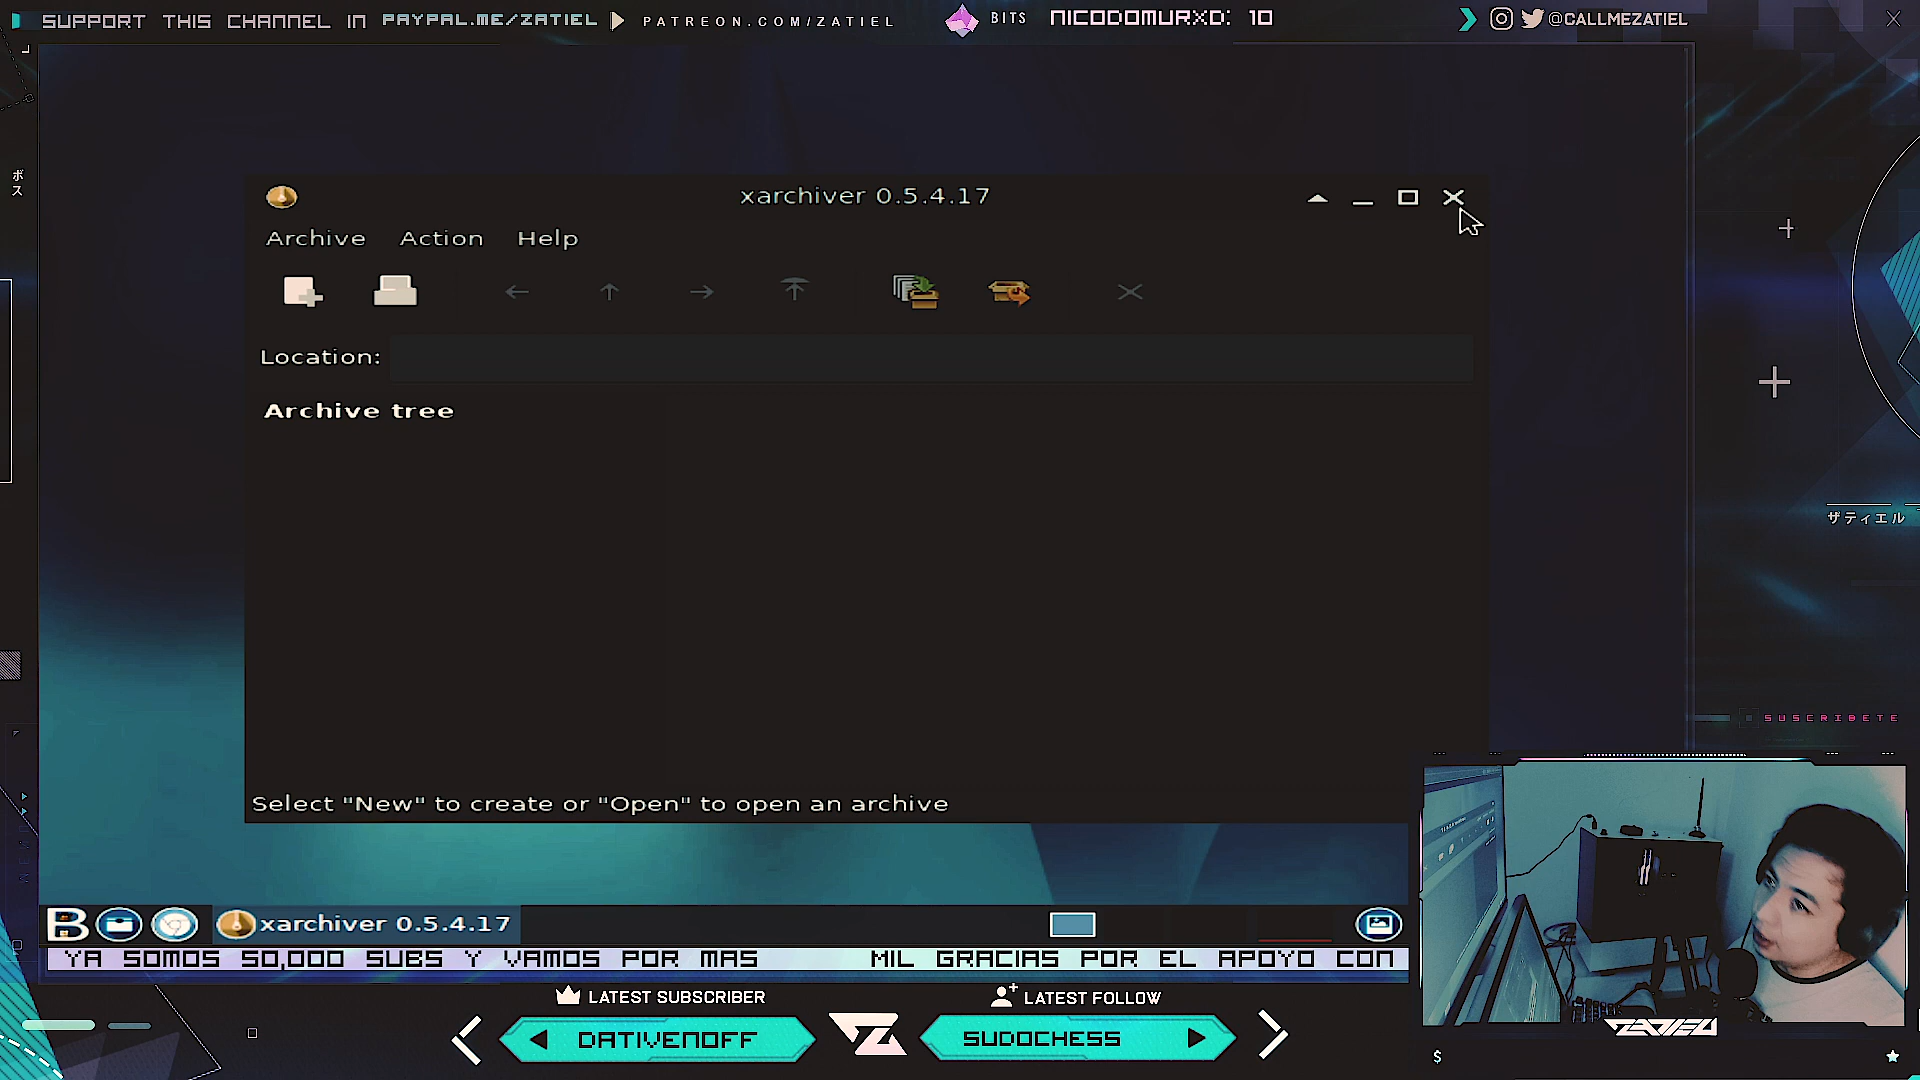 SUPPORT THIS CHANNEL IN PAYPAL.ME/ZATIEL PATREON.COM/ZATIEL BITS NICODOMURXD: 10 @CALLMEZATIEL
ボス
xarchiver 0.5.4.17
Archive Action Help
Location:
Archive tree
ザティエル
SUSCRIBETE
Select "New" to create or "Open" to open an archive
B xarchiver 0.5.4.17
YA SOMOS 50,000 SUBS Y VAMOS POR MAS MIL GRACIAS POR EL APOYO CON
LATEST SUBSCRIBER LATEST FOLLOW
DATIVENOFF SUDOCHESS
ZATIEL
$